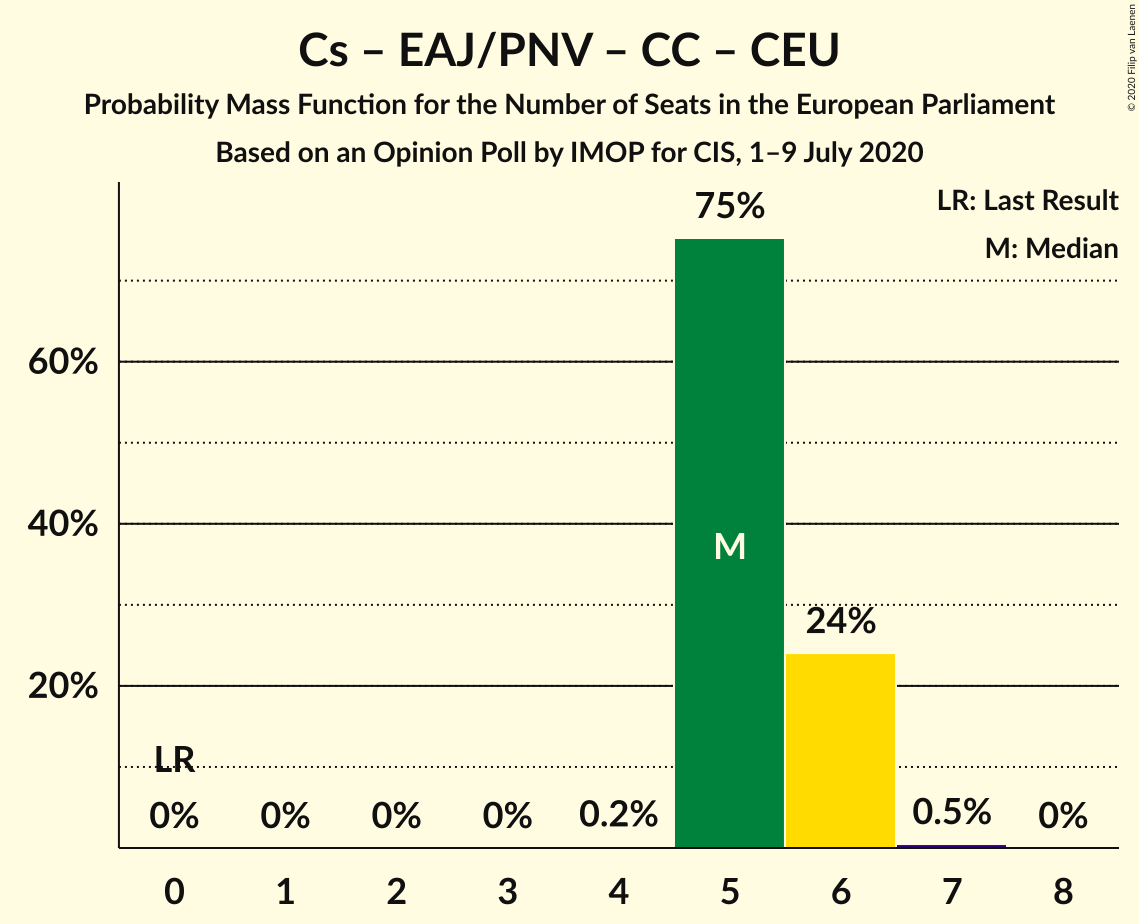 Cs – EAJ/PNV – CC – CEU
Probability Mass Function for the Number of Seats in the European Parliament
Based on an Opinion Poll by IMOP for CIS, 1–9 July 2020
© 2020 Filip van Laenen
LR: Last Result
M: Median
75%
60%
40%
M
24%
20%
LR
0% 0% 0% 0% 0.2% 0.5% 0%
0 1 2 3 4 5 6 7 8